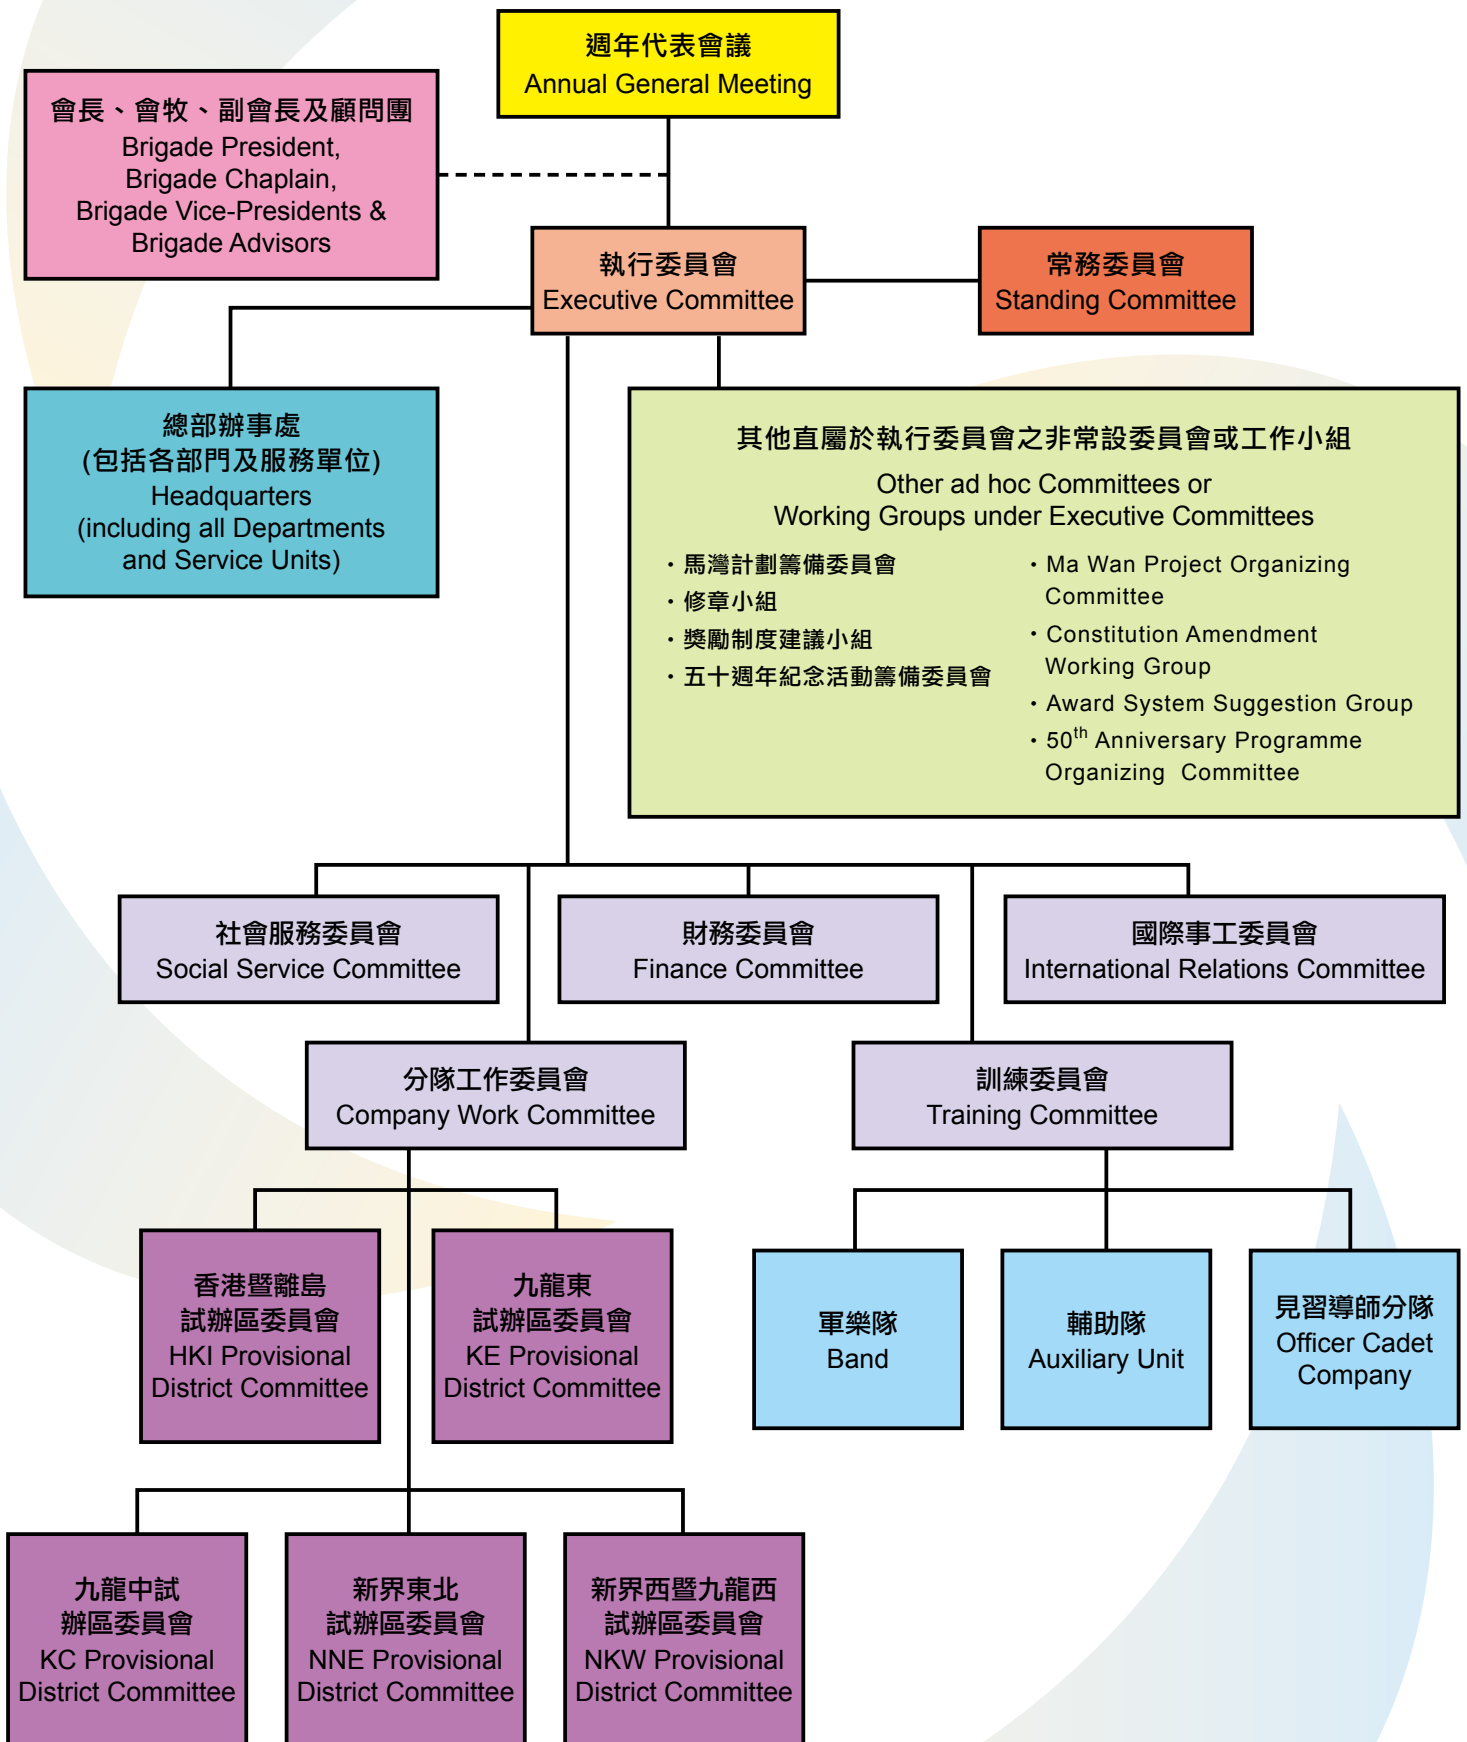 週年代表會議
Annual General Meeting
會長、會牧、副會長及顧問團
Brigade President,
Brigade Chaplain,
Brigade Vice-Presidents &
Brigade Advisors
執行委員會
Executive Committee
常務委員會
Standing Committee
總部辦事處
(包括各部門及服務單位)
Headquarters
(including all Departments
and Service Units)
其他直屬於執行委員會之非常設委員會或工作小組
Other ad hoc Committees or
Working Groups under Executive Committees
・馬灣計劃籌備委員會
・修章小組
・獎勵制度建議小組
・五十週年紀念活動籌備委員會
・Ma Wan Project Organizing
Committee
・Constitution Amendment
Working Group
・Award System Suggestion Group
・50th Anniversary Programme
Organizing Committee
社會服務委員會
Social Service Committee
財務委員會
Finance Committee
國際事工委員會
International Relations Committee
分隊工作委員會
Company Work Committee
訓練委員會
Training Committee
香港暨離島
試辦區委員會
HKI Provisional
District Committee
九龍東
試辦區委員會
KE Provisional
District Committee
軍樂隊
Band
輔助隊
Auxiliary Unit
見習導師分隊
Officer Cadet
Company
九龍中試
辦區委員會
KC Provisional
District Committee
新界東北
試辦區委員會
NNE Provisional
District Committee
新界西暨九龍西
試辦區委員會
NKW Provisional
District Committee